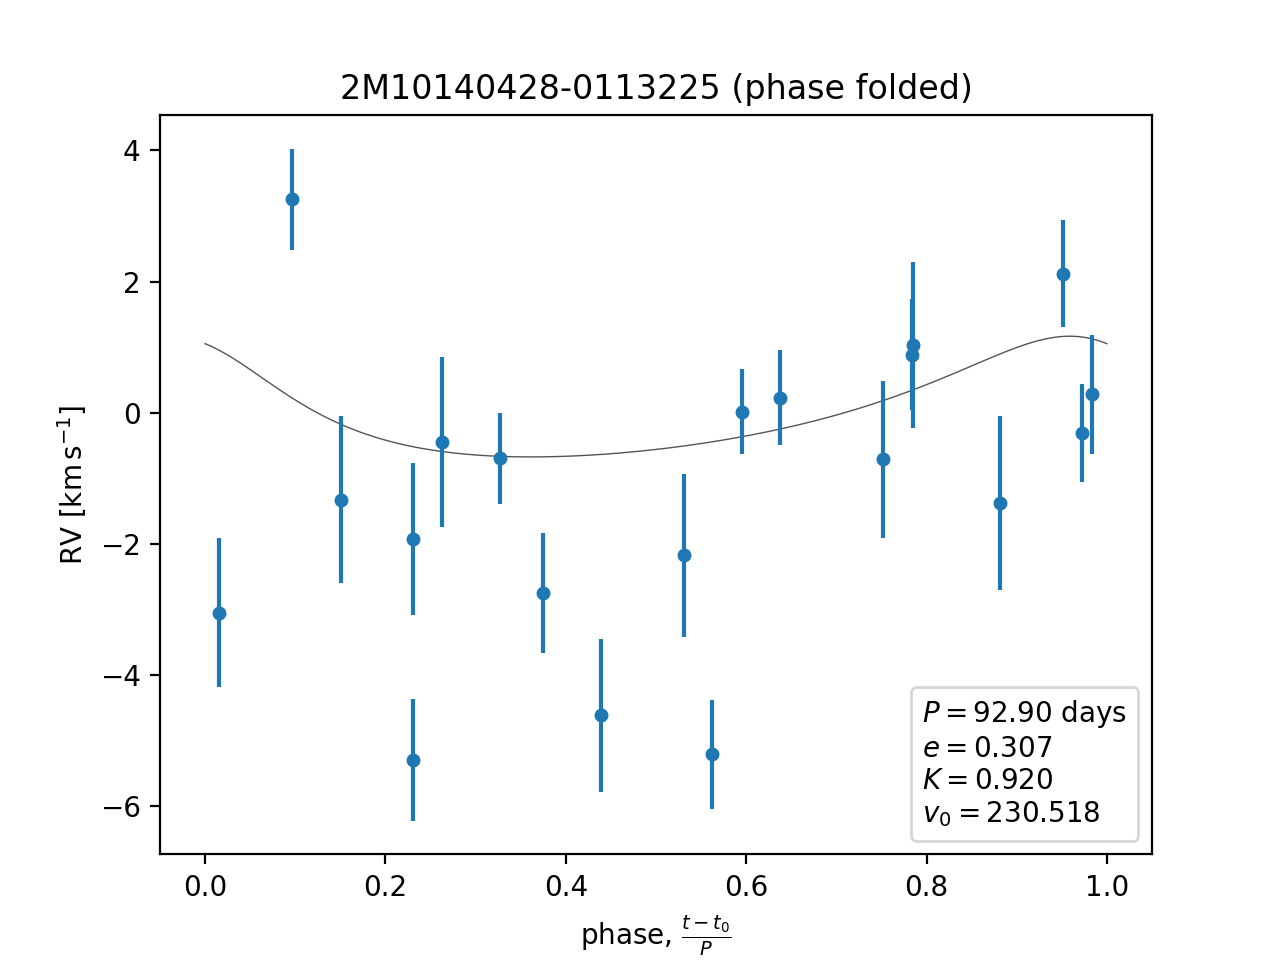 2M10140428-0113225 (phase folded)
RV [km s⁻¹]
4
2
0
−2
−4
−6
P = 92.90 days
e = 0.307
K = 0.920
v₀ = 230.518
0.0 0.2 0.4 0.6 0.8 1.0
phase, (t − t₀)/P